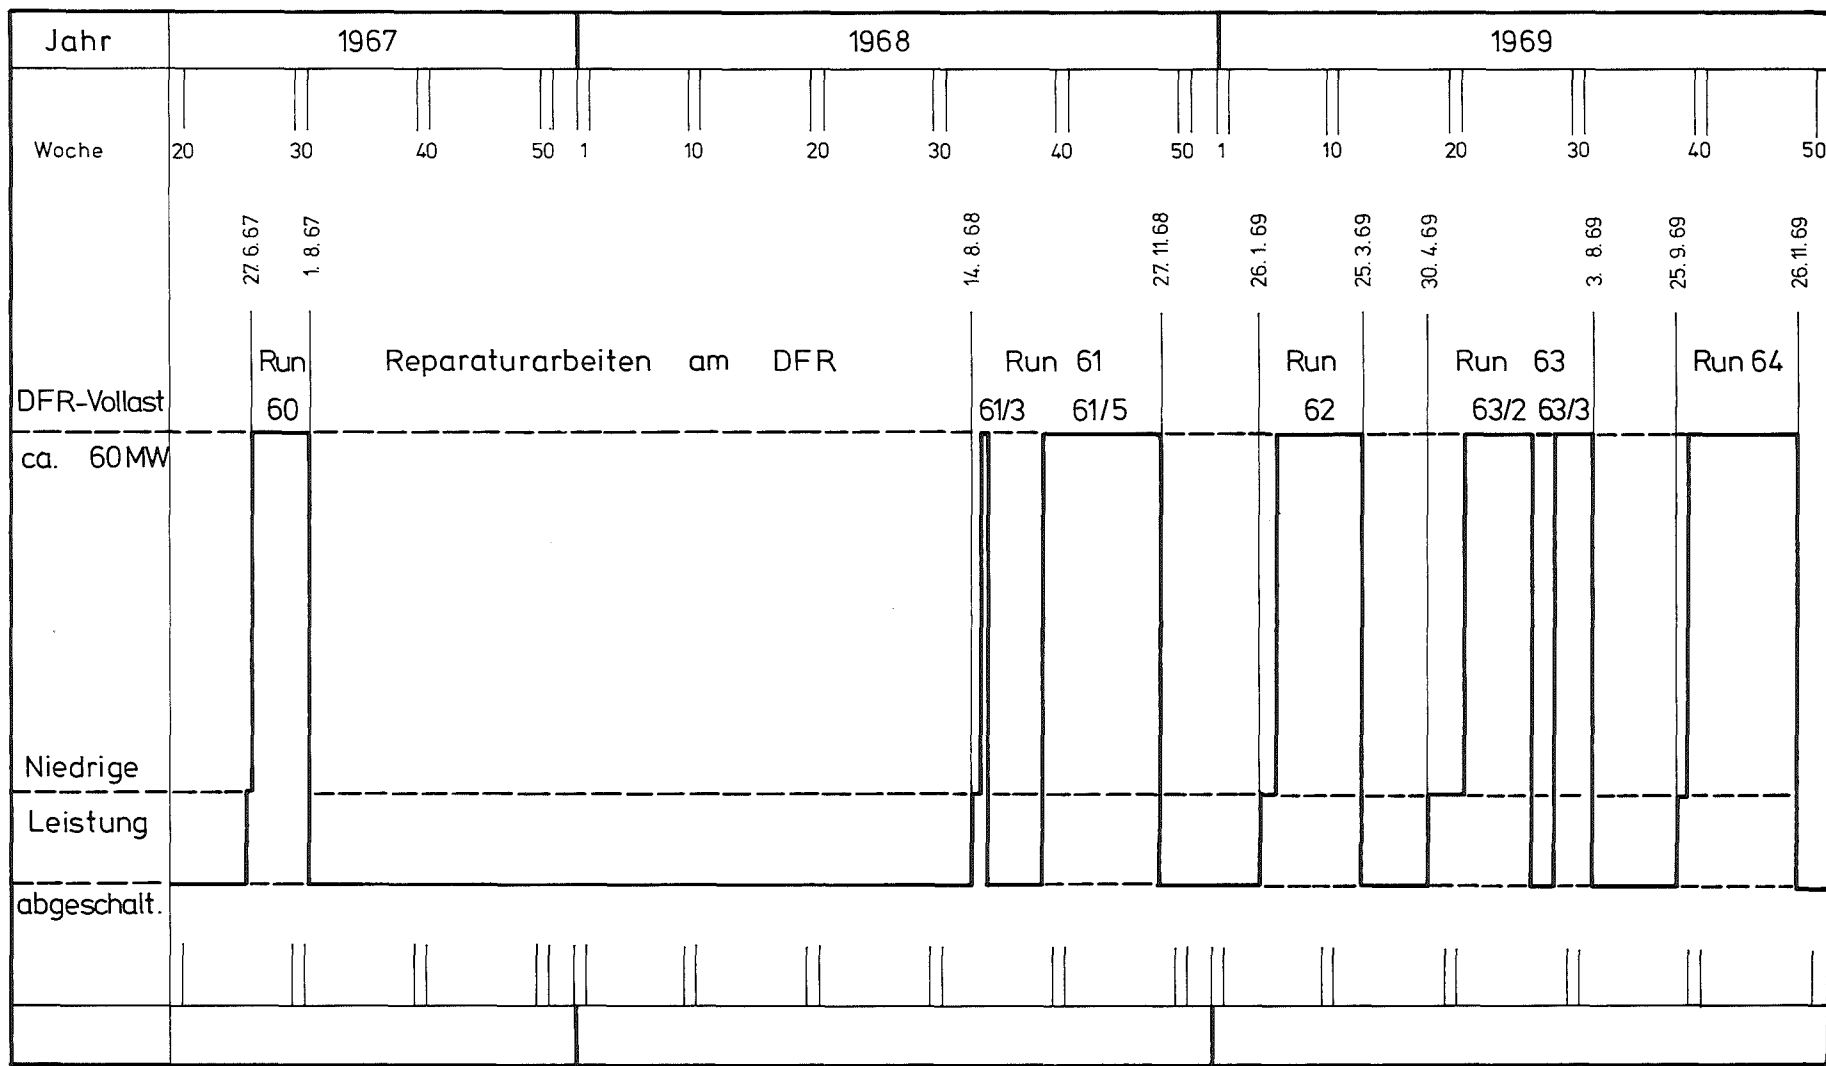 Jahr 1967 1968 1969
Woche 20 30 40 50 1 10 20 30 40 50 1 10 20 30 40 50
27.6.67
1. 8. 67
14. 8. 68
27. 11. 68
26. 1. 69
25. 3. 69
30. 4. 69
3. 8. 69
25. 9. 69
26. 11. 69
Run Reparaturarbeiten am DFR Run 61 Run Run 63 Run 64
DFR-Vollast 60 61/3 61/5 62 63/2 63/3
ca. 60 MW
Niedrige
Leistung
abgeschalt.